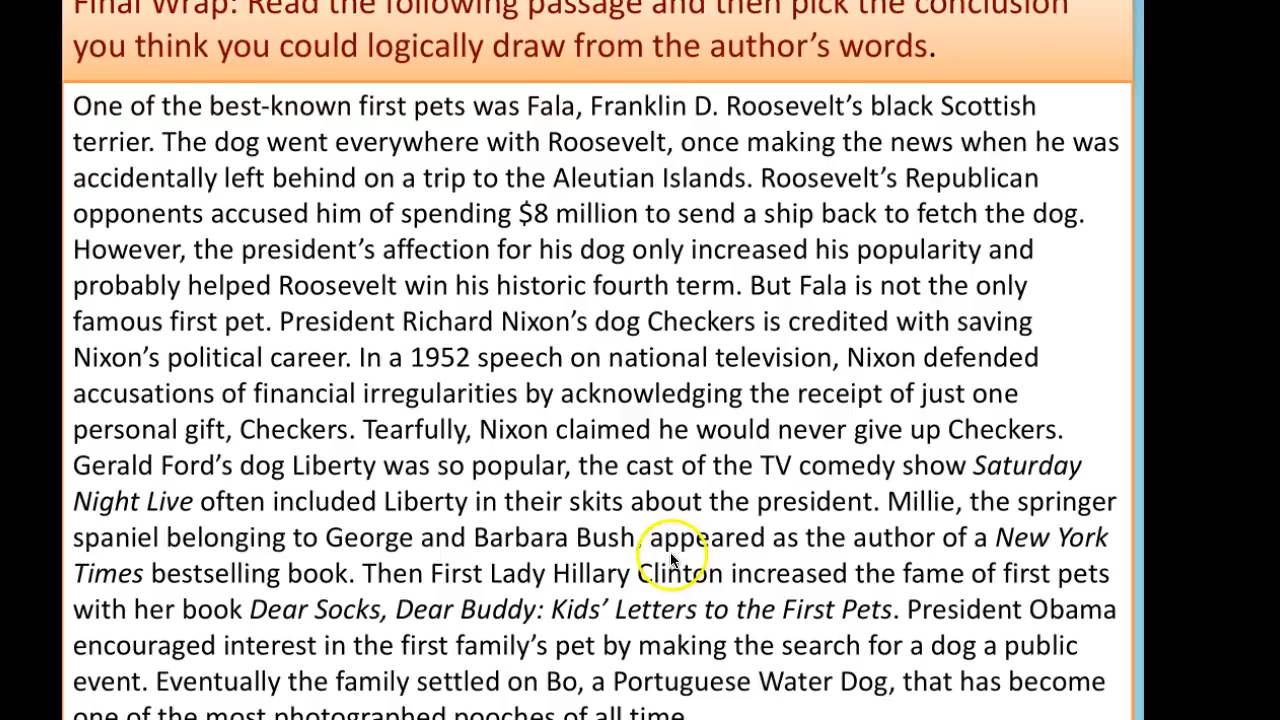 Final Wrap: Read the following passage and then pick the conclusion
you think you could logically draw from the author’s words.
One of the best-known first pets was Fala, Franklin D. Roosevelt’s black Scottish
terrier. The dog went everywhere with Roosevelt, once making the news when he was
accidentally left behind on a trip to the Aleutian Islands. Roosevelt’s Republican
opponents accused him of spending $8 million to send a ship back to fetch the dog.
However, the president’s affection for his dog only increased his popularity and
probably helped Roosevelt win his historic fourth term. But Fala is not the only
famous first pet. President Richard Nixon’s dog Checkers is credited with saving
Nixon’s political career. In a 1952 speech on national television, Nixon defended
accusations of financial irregularities by acknowledging the receipt of just one
personal gift, Checkers. Tearfully, Nixon claimed he would never give up Checkers.
Gerald Ford’s dog Liberty was so popular, the cast of the TV comedy show Saturday
Night Live often included Liberty in their skits about the president. Millie, the springer
spaniel belonging to George and Barbara Bush, appeared as the author of a New York
Times bestselling book. Then First Lady Hillary Clinton increased the fame of first pets
with her book Dear Socks, Dear Buddy: Kids’ Letters to the First Pets. President Obama
encouraged interest in the first family’s pet by making the search for a dog a public
event. Eventually the family settled on Bo, a Portuguese Water Dog, that has become
one of the most photographed pooches of all time.